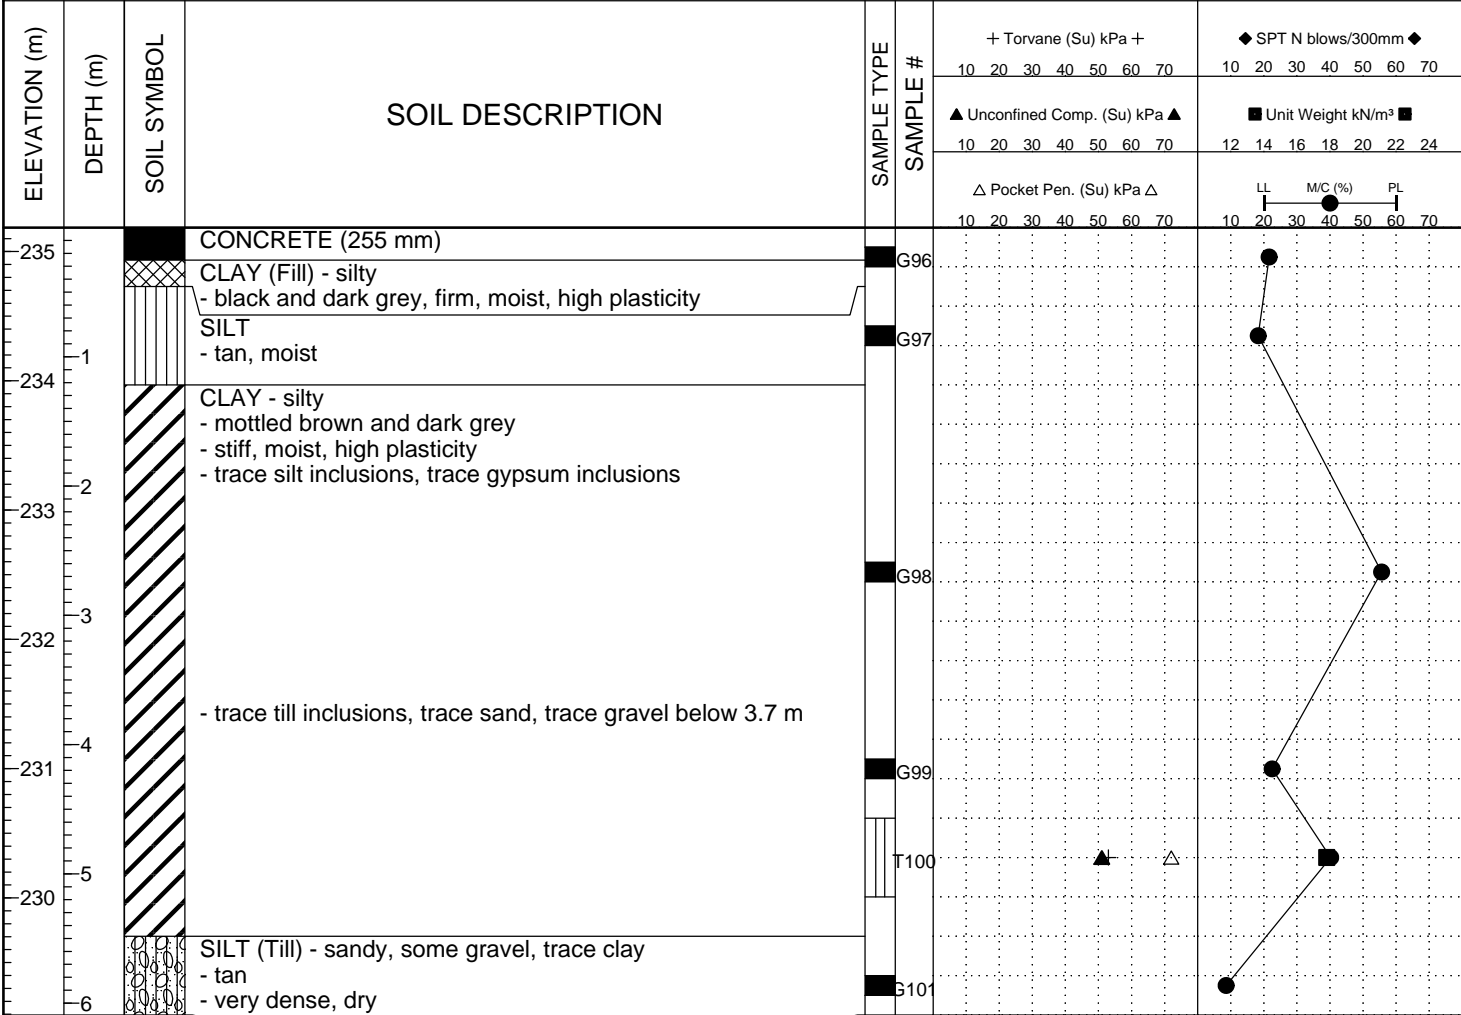 ELEVATION (m)
DEPTH (m)
SOIL SYMBOL
SOIL DESCRIPTION
SAMPLE TYPE
SAMPLE #
+ Torvane (Su) kPa +
10 20 30 40 50 60 70
▲ Unconfined Comp. (Su) kPa ▲
10 20 30 40 50 60 70
△ Pocket Pen. (Su) kPa △
10 20 30 40 50 60 70
◆ SPT N blows/300mm ◆
10 20 30 40 50 60 70
■ Unit Weight kN/m³ ■
12 14 16 18 20 22 24
LL M/C (%) PL
10 20 30 40 50 60 70
CONCRETE (255 mm)
235
G96
CLAY (Fill) - silty
- black and dark grey, firm, moist, high plasticity
SILT
G97
- tan, moist
1
234
CLAY - silty
- mottled brown and dark grey
- stiff, moist, high plasticity
- trace silt inclusions, trace gypsum inclusions
2
233
G98
3
232
- trace till inclusions, trace sand, trace gravel below 3.7 m
4
231
G99
T100
5
230
SILT (Till) - sandy, some gravel, trace clay
- tan
G101
- very dense, dry
6